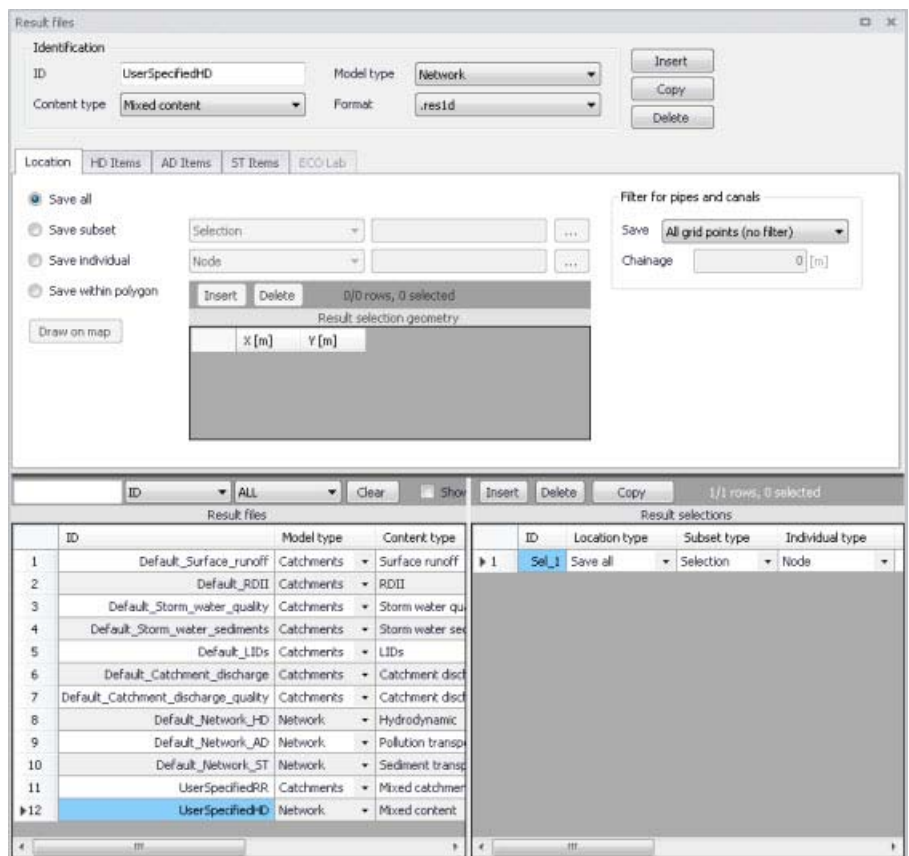 Result files
Identification
ID UserSpecifiedHD Model type Network Insert
Content type Mixed content Format .res1d Copy
Delete
Location HD Items AD Items ST Items ECO Lab
Save all Filter for pipes and canals
Save subset Selection ... Save All grid points (no filter)
Save individual Node ... Chainage 0 [m]
Save within polygon Insert Delete 0/0 rows, 0 selected
Draw on map Result selection geometry
X [m] Y [m]
ID ALL Clear Show Insert Delete Copy 1/1 rows, 0 selected
Result files Result selections
ID Model type Content type ID Location type Subset type Individual type
1 Default_Surface_runoff Catchments Surface runoff 1 Sel_1 Save all Selection Node
2 Default_RDII Catchments RDII
3 Default_Storm_water_quality Catchments Storm water qu
4 Default_Storm_water_sediments Catchments Storm water sed
5 Default_LIDs Catchments LIDs
6 Default_Catchment_discharge Catchments Catchment disch
7 Default_Catchment_discharge_quality Catchments Catchment disch
8 Default_Network_HD Network Hydrodynamic
9 Default_Network_AD Network Pollution transpo
10 Default_Network_ST Network Sediment transp
11 UserSpecifiedRR Catchments Mixed catchmen
12 UserSpecifiedHD Network Mixed content